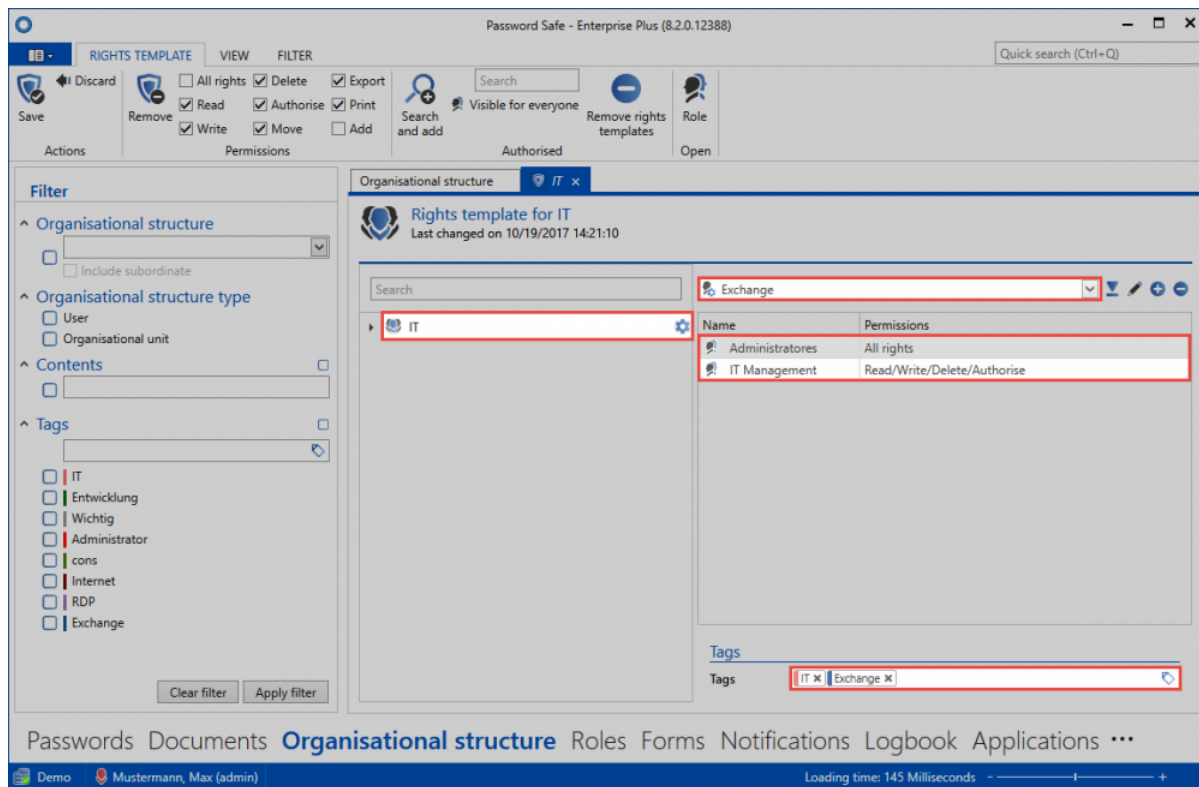 Password Safe - Enterprise Plus (8.2.0.12388)
RIGHTS TEMPLATE VIEW FILTER
Quick search (Ctrl+Q)
Save
Discard
Remove
All rights Delete Export
Read Authorise Print
Write Move Add
Search and add
Search
Visible for everyone
Remove rights templates
Role
Actions Permissions Authorised Open
Filter
Organisational structure
Include subordinate
Organisational structure type
User
Organisational unit
Contents
Tags
IT
Entwicklung
Wichtig
Administrator
cons
Internet
RDP
Exchange
Clear filter Apply filter
Organisational structure IT
Rights template for IT
Last changed on 10/19/2017 14:21:10
Search
IT
Exchange
Name Permissions
Administratores All rights
IT Management Read/Write/Delete/Authorise
Tags
Tags IT Exchange
Passwords Documents Organisational structure Roles Forms Notifications Logbook Applications ...
Demo Mustermann, Max (admin) Loading time: 145 Milliseconds - +